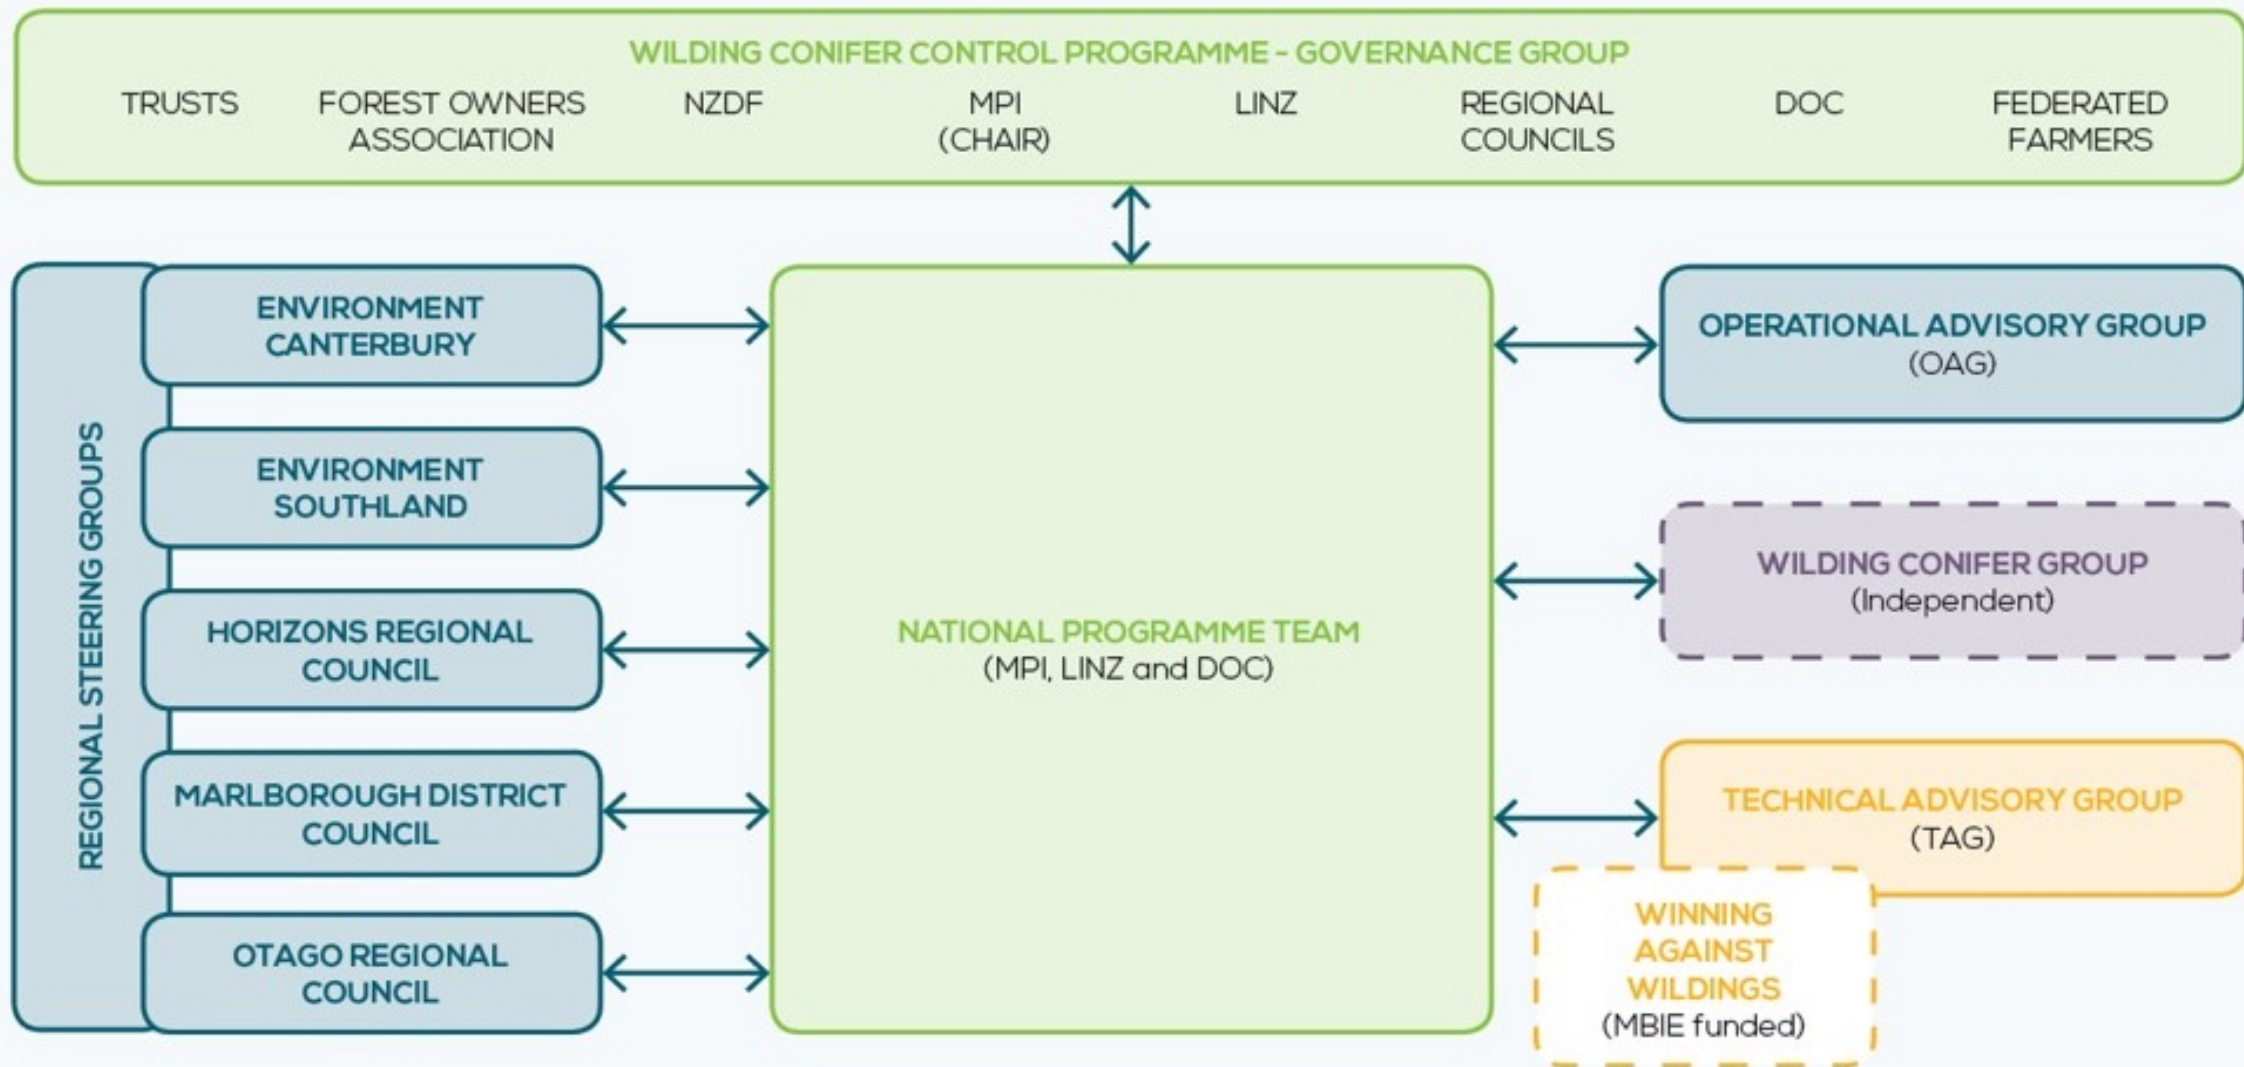 WILDING CONIFER CONTROL PROGRAMME - GOVERNANCE GROUP
TRUSTS
FOREST OWNERS
ASSOCIATION
NZDF
MPI
(CHAIR)
LINZ
REGIONAL
COUNCILS
DOC
FEDERATED
FARMERS
REGIONAL STEERING GROUPS
ENVIRONMENT
CANTERBURY
ENVIRONMENT
SOUTHLAND
HORIZONS REGIONAL
COUNCIL
MARLBOROUGH DISTRICT
COUNCIL
OTAGO REGIONAL
COUNCIL
NATIONAL PROGRAMME TEAM
(MPI, LINZ and DOC)
OPERATIONAL ADVISORY GROUP
(OAG)
WILDING CONIFER GROUP
(Independent)
TECHNICAL ADVISORY GROUP
(TAG)
WINNING
AGAINST
WILDINGS
(MBIE funded)